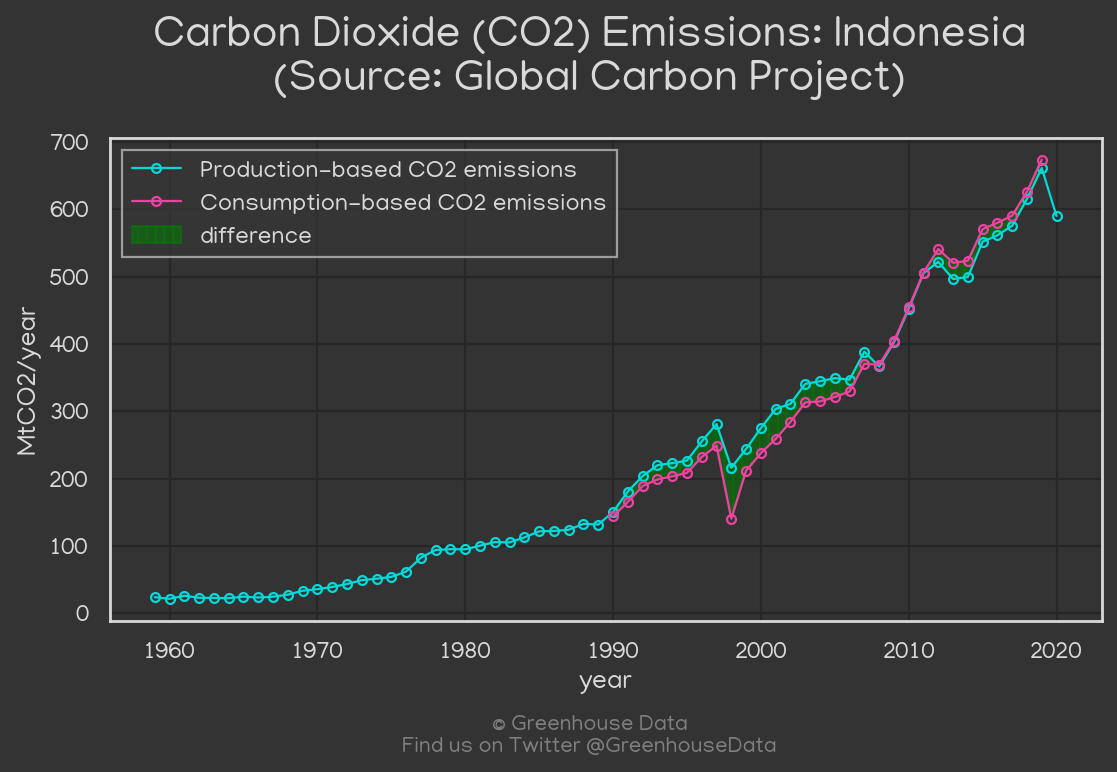 Carbon Dioxide (CO2) Emissions: Indonesia
(Source: Global Carbon Project)
700
600
500
400
300
200
100
0
MtCO2/year
Production-based CO2 emissions
Consumption-based CO2 emissions
difference
1960 1970 1980 1990 2000 2010 2020
year
© Greenhouse Data
Find us on Twitter @GreenhouseData